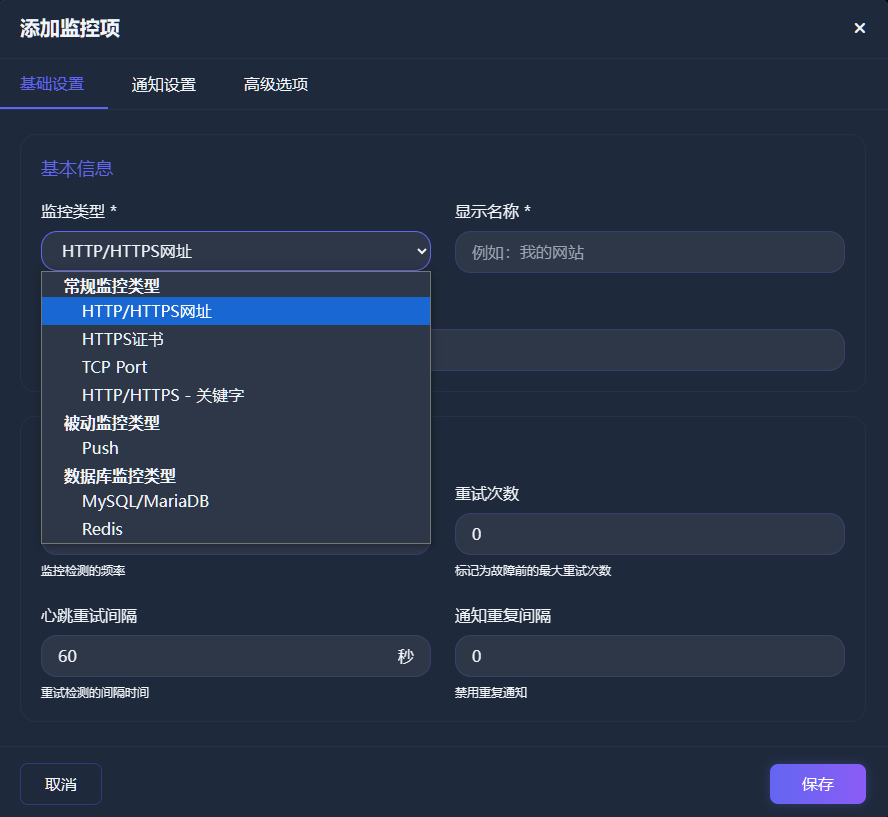 添加监控项
×
基础设置 通知设置 高级选项
基本信息
监控类型 * 显示名称 *
HTTP/HTTPS网址 例如：我的网站
常规监控类型
HTTP/HTTPS网址
HTTPS证书
TCP Port
HTTP/HTTPS - 关键字
被动监控类型
Push
数据库监控类型
MySQL/MariaDB
Redis
重试次数
0
监控检测的频率 标记为故障前的最大重试次数
心跳重试间隔 通知重复间隔
60 秒 0
重试检测的间隔时间 禁用重复通知
取消 保存